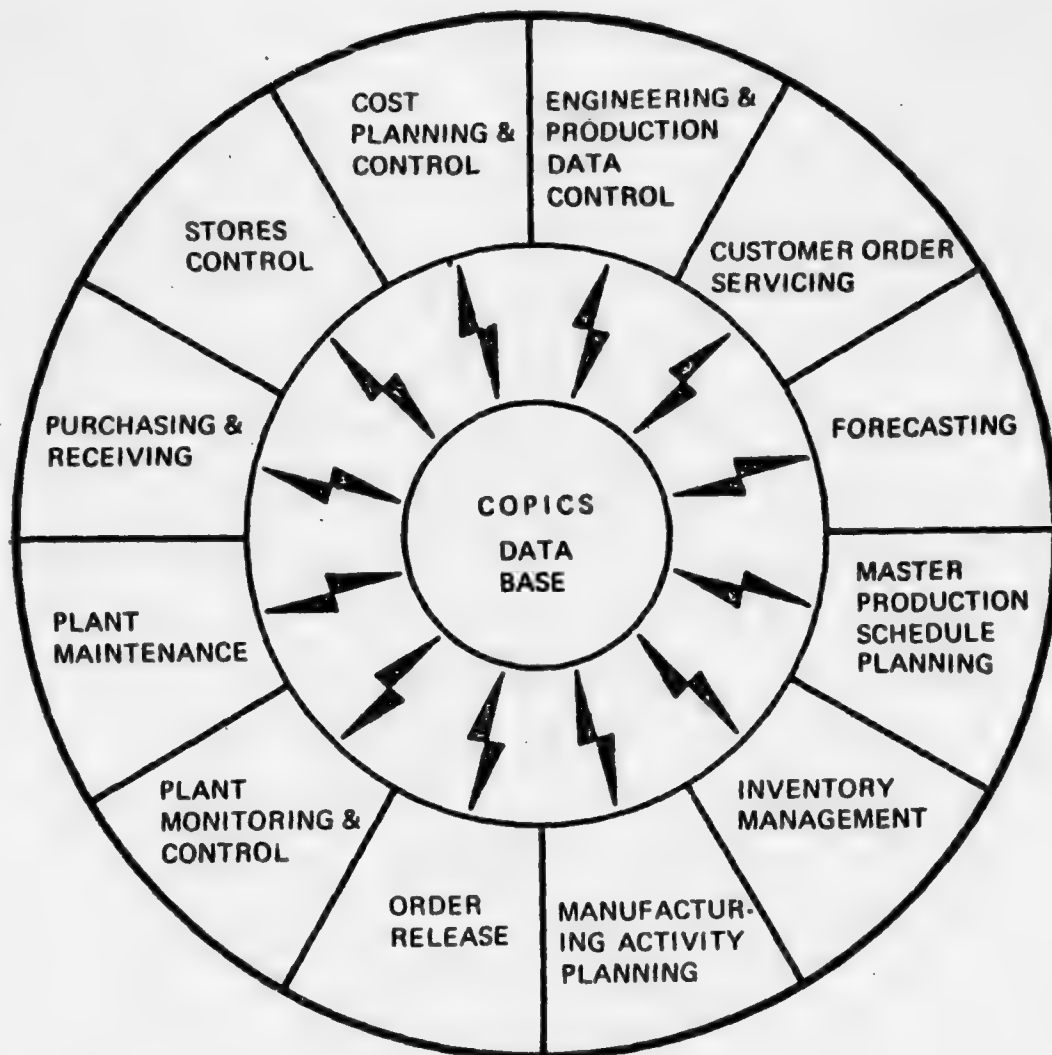 COST
PLANNING &
CONTROL
ENGINEERING &
PRODUCTION
DATA
CONTROL
CUSTOMER ORDER
SERVICING
FORECASTING
MASTER
PRODUCTION
SCHEDULE
PLANNING
INVENTORY
MANAGEMENT
MANUFACTUR-
ING ACTIVITY
PLANNING
ORDER
RELEASE
PLANT
MONITORING &
CONTROL
PLANT
MAINTENANCE
PURCHASING &
RECEIVING
STORES
CONTROL
COPICS
DATA
BASE